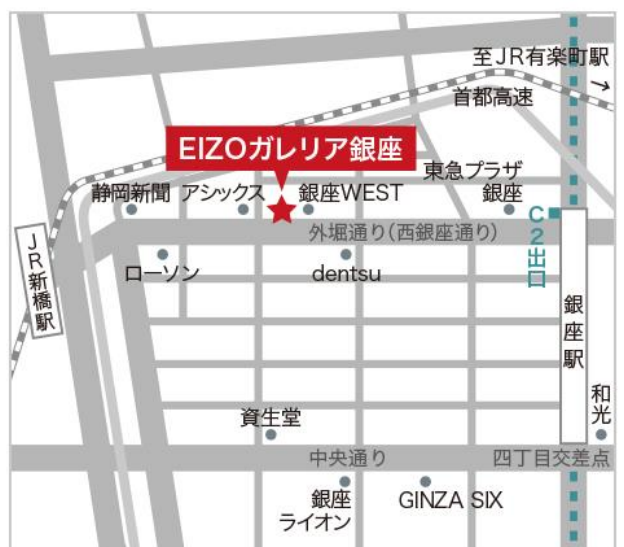 至JR有楽町駅
→
首都高速
EIZOガレリア銀座
東急プラザ
銀座
静岡新聞
アシックス
銀座WEST
C2出口
外堀通り(西銀座通り)
JR新橋駅
ローソン
dentsu
銀座駅
和光
資生堂
中央通り
四丁目交差点
銀座
ライオン
GINZA SIX